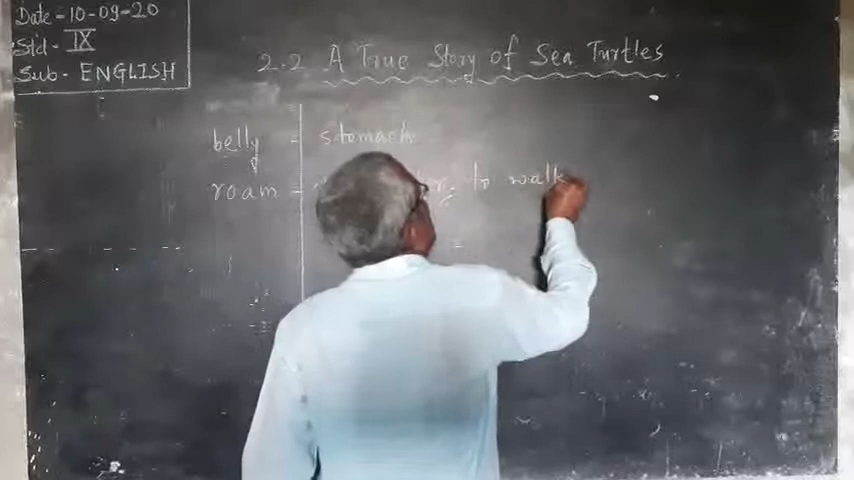 Date - 10-09-20
Std - IX
Sub - ENGLISH
2.2 A True Story of Sea Turtles
belly = stomach
roam - to walk